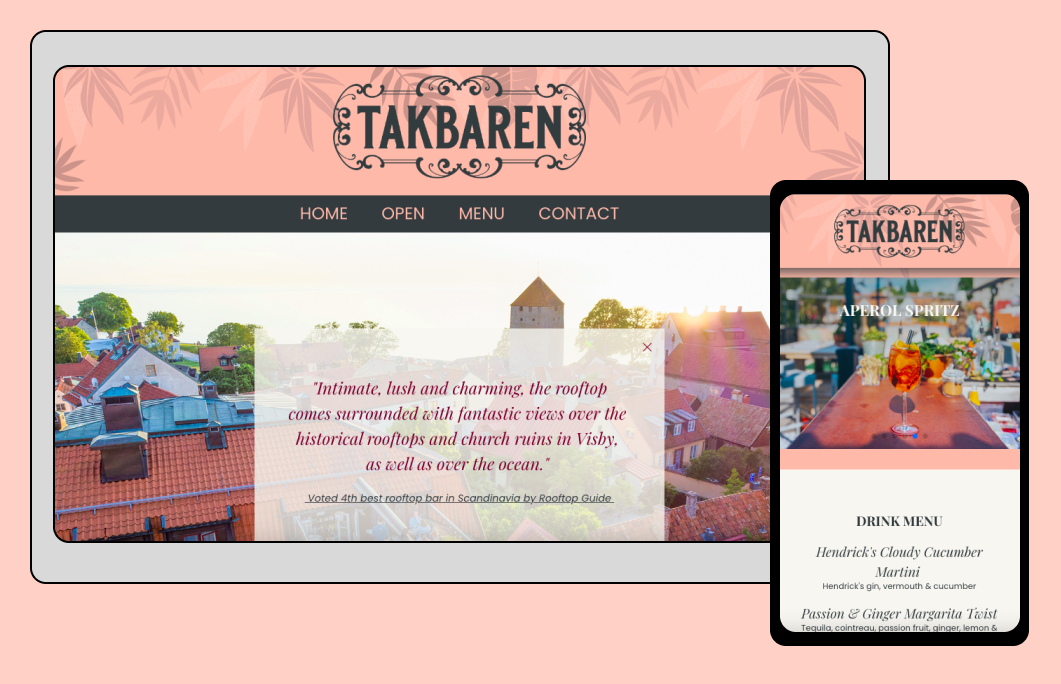 TAKBAREN
HOME OPEN MENU CONTACT
"Intimate, lush and charming, the rooftop
comes surrounded with fantastic views over the
historical rooftops and church ruins in Visby,
as well as over the ocean."
Voted 4th best rooftop bar in Scandinavia by Rooftop Guide
TAKBAREN
APEROL SPRITZ
DRINK MENU
Hendrick's Cloudy Cucumber
Martini
Hendrick's gin, vermouth & cucumber
Passion & Ginger Margarita Twist
Tequila, cointreau, passion fruit, ginger, lemon &